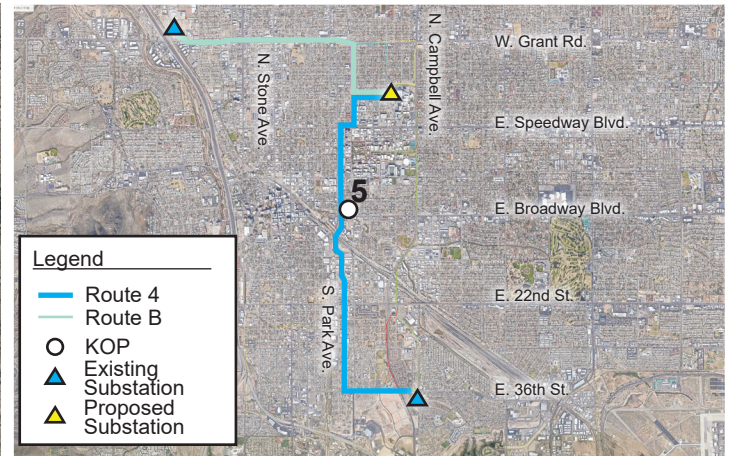 W. Grant Rd.
N. Campbell Ave.
N. Stone Ave.
E. Speedway Blvd.
5
E. Broadway Blvd.
E. 22nd St.
S. Park Ave.
E. 36th St.
Legend
Route 4
Route B
KOP
Existing
Substation
Proposed
Substation